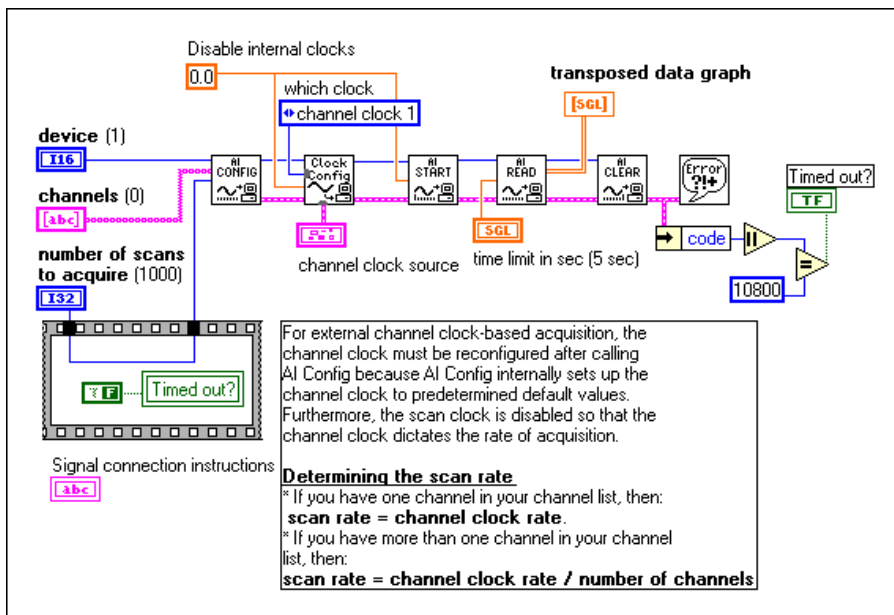 Disable internal clocks
0.0
which clock
channel clock 1
transposed data graph
[SGL]
device (1)
I16
AI CONFIG
Clock Config
AI START
AI READ
AI CLEAR
Error ?!+
Timed out?
TF
channels (0)
[abc]
channel clock source
SGL
time limit in sec (5 sec)
code
=
10800
number of scans
to acquire (1000)
I32
F
Timed out?
Signal connection instructions
abc
For external channel clock-based acquisition, the
channel clock must be reconfigured after calling
AI Config because AI Config internally sets up the
channel clock to predetermined default values.
Furthermore, the scan clock is disabled so that the
channel clock dictates the rate of acquisition.
Determining the scan rate
* If you have one channel in your channel list, then:
scan rate = channel clock rate.
* If you have more than one channel in your channel
list, then:
scan rate = channel clock rate / number of channels